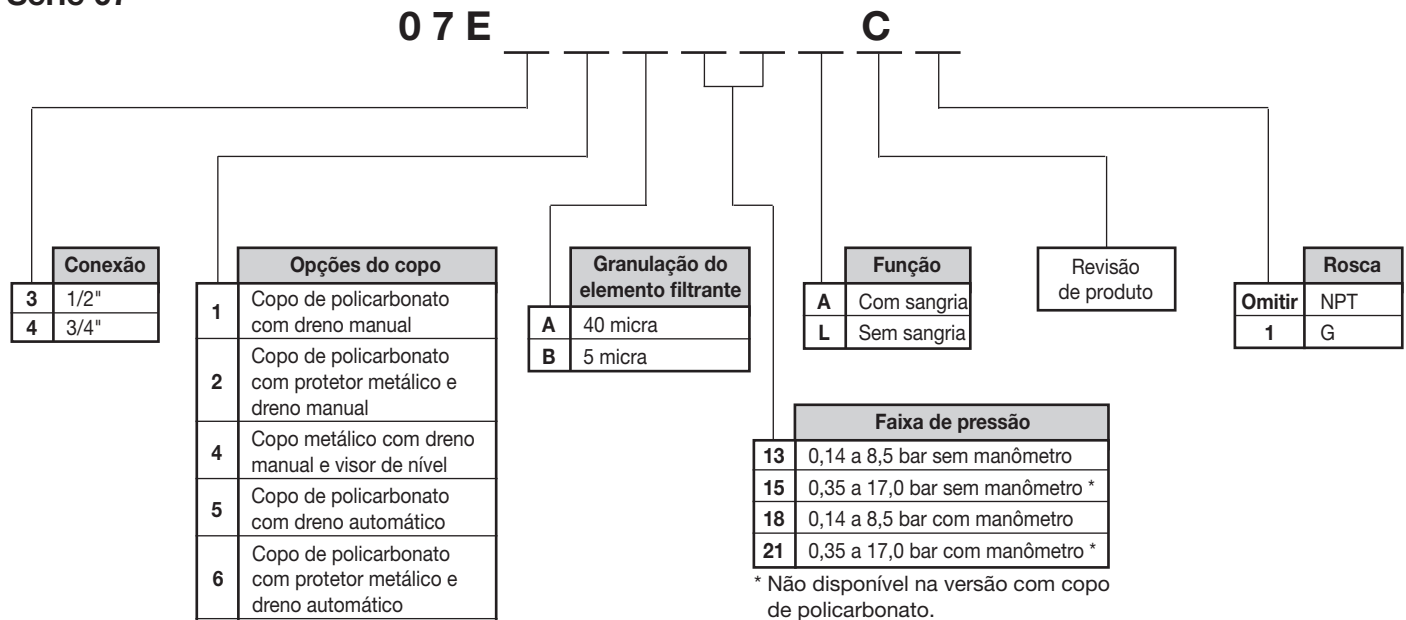 0 7 E C
Conexão
3 1/2"
4 3/4"
Opções do copo
1 Copo de policarbonato
com dreno manual
2 Copo de policarbonato
com protetor metálico e
dreno manual
4 Copo metálico com dreno
manual e visor de nível
5 Copo de policarbonato
com dreno automático
6 Copo de policarbonato
com protetor metálico e
dreno automático
Granulação do
elemento filtrante
A 40 micra
B 5 micra
Função
A Com sangria
L Sem sangria
Revisão
de produto
Rosca
Omitir NPT
1 G
Faixa de pressão
13 0,14 a 8,5 bar sem manômetro
15 0,35 a 17,0 bar sem manômetro *
18 0,14 a 8,5 bar com manômetro
21 0,35 a 17,0 bar com manômetro *
* Não disponível na versão com copo
de policarbonato.